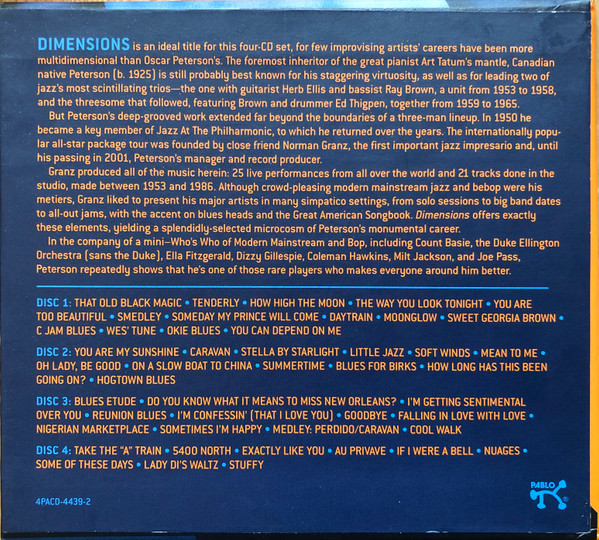 DIMENSIONS is an ideal title for this four-CD set, for few improvising artists' careers have been more
multidimensional than Oscar Peterson's. The foremost inheritor of the great pianist Art Tatum's mantle, Canadian
native Peterson (b. 1925) is still probably best known for his staggering virtuosity, as well as for leading two of
jazz's most scintillating trios—the one with guitarist Herb Ellis and bassist Ray Brown, a unit from 1953 to 1958,
and the threesome that followed, featuring Brown and drummer Ed Thigpen, together from 1959 to 1965.
But Peterson's deep-grooved work extended far beyond the boundaries of a three-man lineup. In 1950 he
became a key member of Jazz At The Philharmonic, to which he returned over the years. The internationally popu-
lar all-star package tour was founded by close friend Norman Granz, the first important jazz impresario and, until
his passing in 2001, Peterson's manager and record producer.
Granz produced all of the music herein: 25 live performances from all over the world and 21 tracks done in the
studio, made between 1953 and 1986. Although crowd-pleasing modern mainstream jazz and bebop were his
metiers, Granz liked to present his major artists in many simpatico settings, from solo sessions to big band dates
to all-out jams, with the accent on blues heads and the Great American Songbook. Dimensions offers exactly
these elements, yielding a splendidly-selected microcosm of Peterson's monumental career.
In the company of a mini–Who's Who of Modern Mainstream and Bop, including Count Basie, the Duke Ellington
Orchestra (sans the Duke), Ella Fitzgerald, Dizzy Gillespie, Coleman Hawkins, Milt Jackson, and Joe Pass,
Peterson repeatedly shows that he's one of those rare players who makes everyone around him better.
DISC 1: THAT OLD BLACK MAGIC • TENDERLY • HOW HIGH THE MOON • THE WAY YOU LOOK TONIGHT • YOU ARE
TOO BEAUTIFUL • SMEDLEY • SOMEDAY MY PRINCE WILL COME • DAYTRAIN • MOONGLOW • SWEET GEORGIA BROWN •
C JAM BLUES • WES' TUNE • OKIE BLUES • YOU CAN DEPEND ON ME
DISC 2: YOU ARE MY SUNSHINE • CARAVAN • STELLA BY STARLIGHT • LITTLE JAZZ • SOFT WINDS • MEAN TO ME •
OH LADY, BE GOOD • ON A SLOW BOAT TO CHINA • SUMMERTIME • BLUES FOR BIRKS • HOW LONG HAS THIS BEEN
GOING ON? • HOGTOWN BLUES
DISC 3: BLUES ETUDE • DO YOU KNOW WHAT IT MEANS TO MISS NEW ORLEANS? • I'M GETTING SENTIMENTAL
OVER YOU • REUNION BLUES • I'M CONFESSIN' (THAT I LOVE YOU) • GOODBYE • FALLING IN LOVE WITH LOVE •
NIGERIAN MARKETPLACE • SOMETIMES I'M HAPPY • MEDLEY: PERDIDO/CARAVAN • COOL WALK
DISC 4: TAKE THE "A" TRAIN • 5400 NORTH • EXACTLY LIKE YOU • AU PRIVAVE • IF I WERE A BELL • NUAGES •
SOME OF THESE DAYS • LADY DI'S WALTZ • STUFFY
PABLO
®
4PACD-4439-2